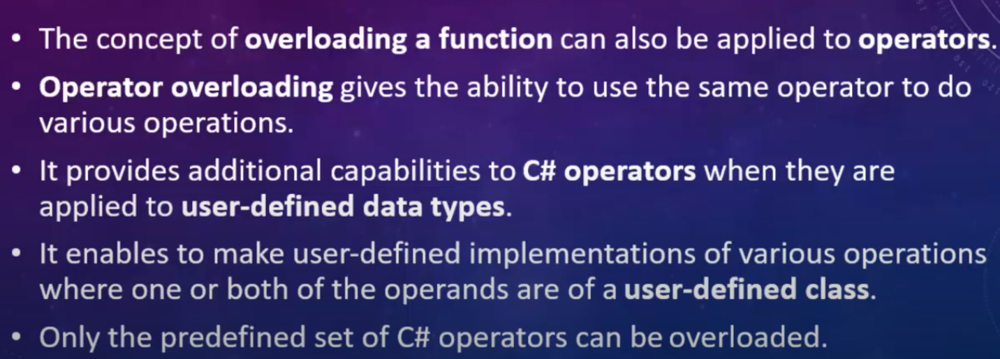 • The concept of overloading a function can also be applied to operators.
• Operator overloading gives the ability to use the same operator to do
various operations.
• It provides additional capabilities to C# operators when they are
applied to user-defined data types.
• It enables to make user-defined implementations of various operations
where one or both of the operands are of a user-defined class.
• Only the predefined set of C# operators can be overloaded.